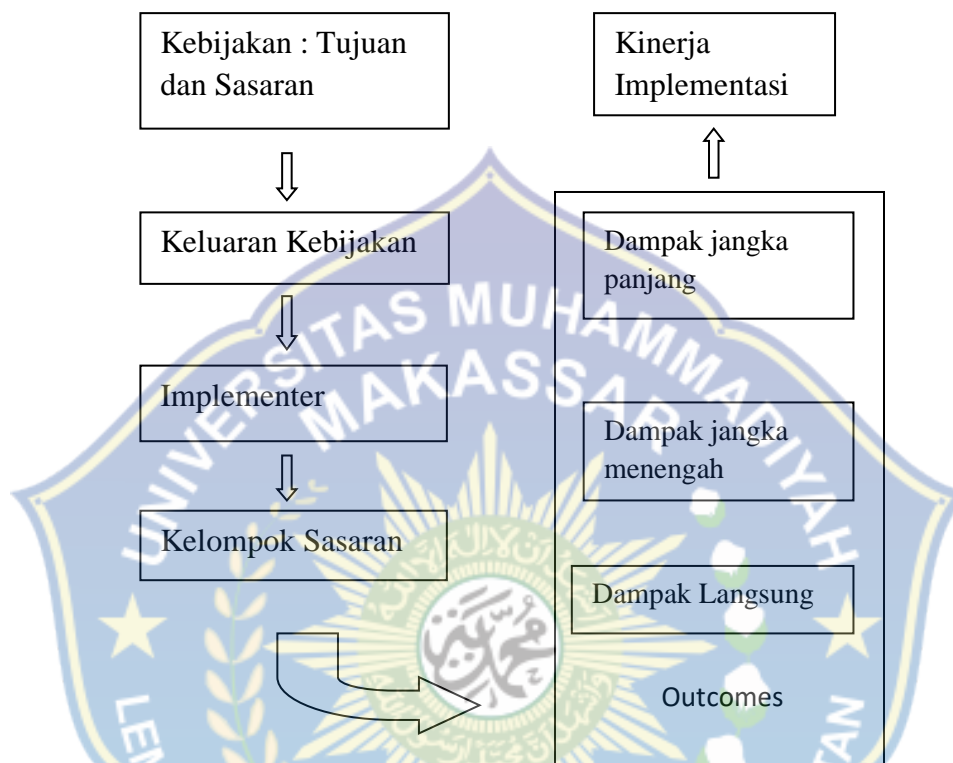 Kebijakan : Tujuan
dan Sasaran
Keluaran Kebijakan
Implementer
Kelompok Sasaran
Kinerja
Implementasi
Dampak jangka
panjang
Dampak jangka
menengah
Dampak Langsung
Outcomes
UNIVERSITAS MUHAMMADIYAH
MAKASSAR